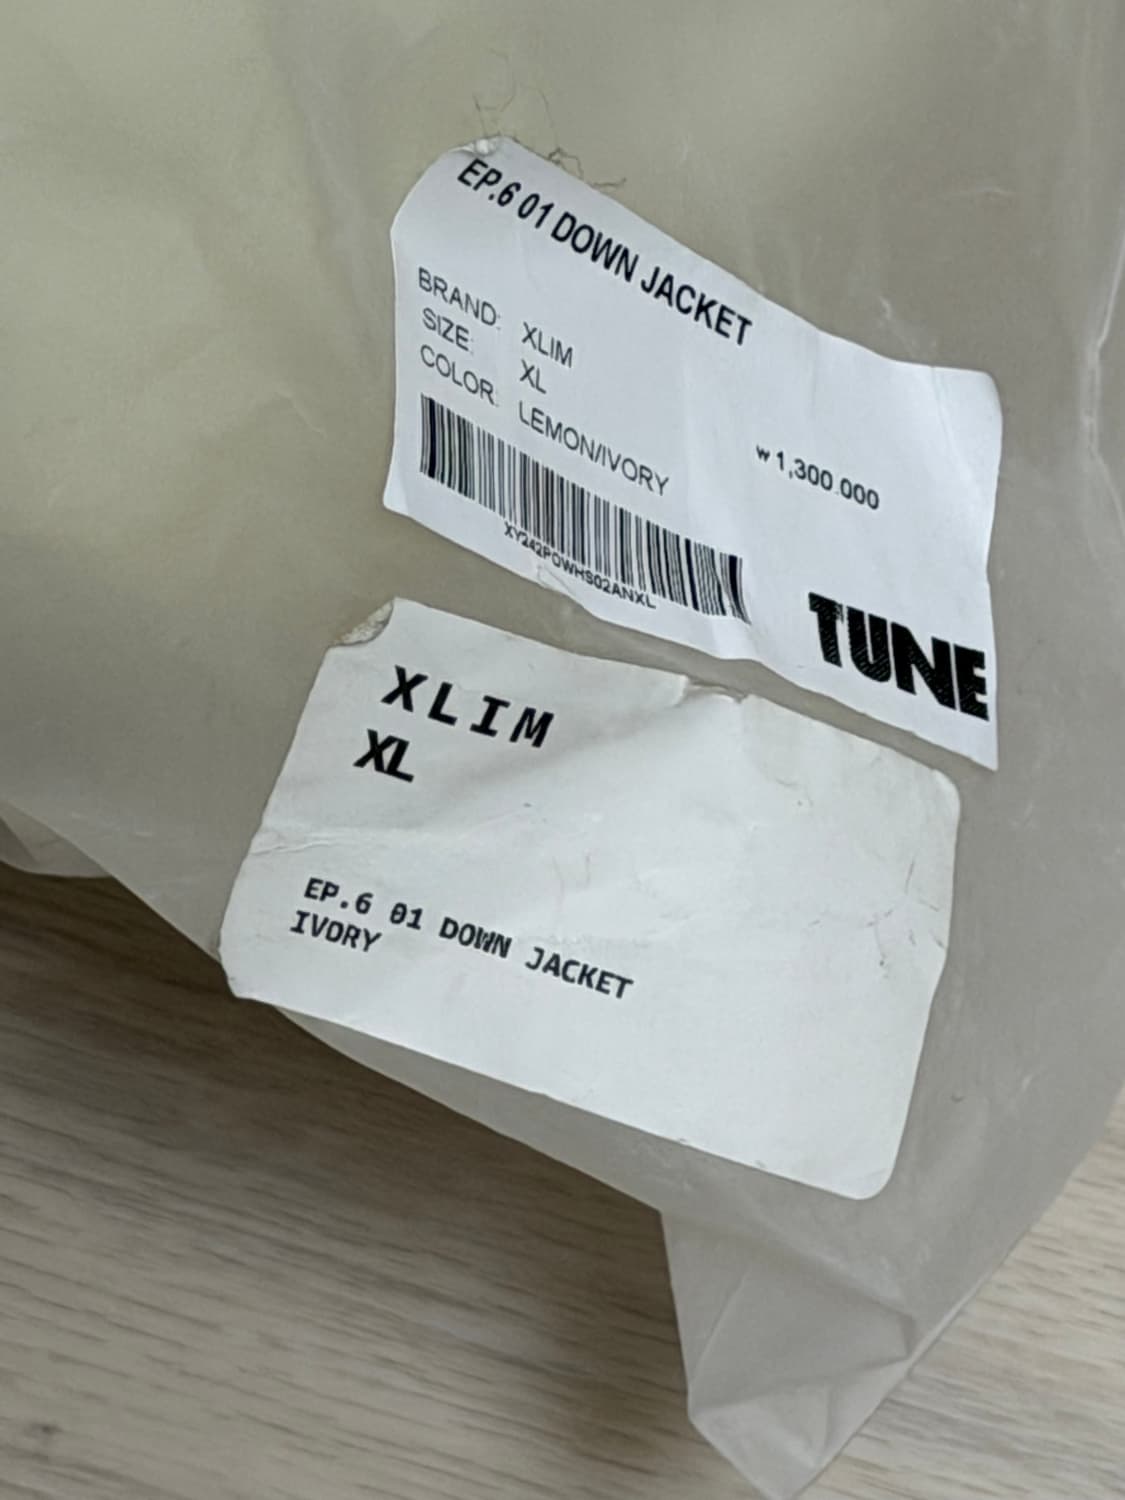 EP.6 01 DOWN JACKET
BRAND: XLIM
SIZE: XL
COLOR: LEMON/IVORY
₩ 1,300.000
XY242POWHS02ANXL
TUNE
XLIM
XL
EP.6 01 DOWN JACKET
IVORY